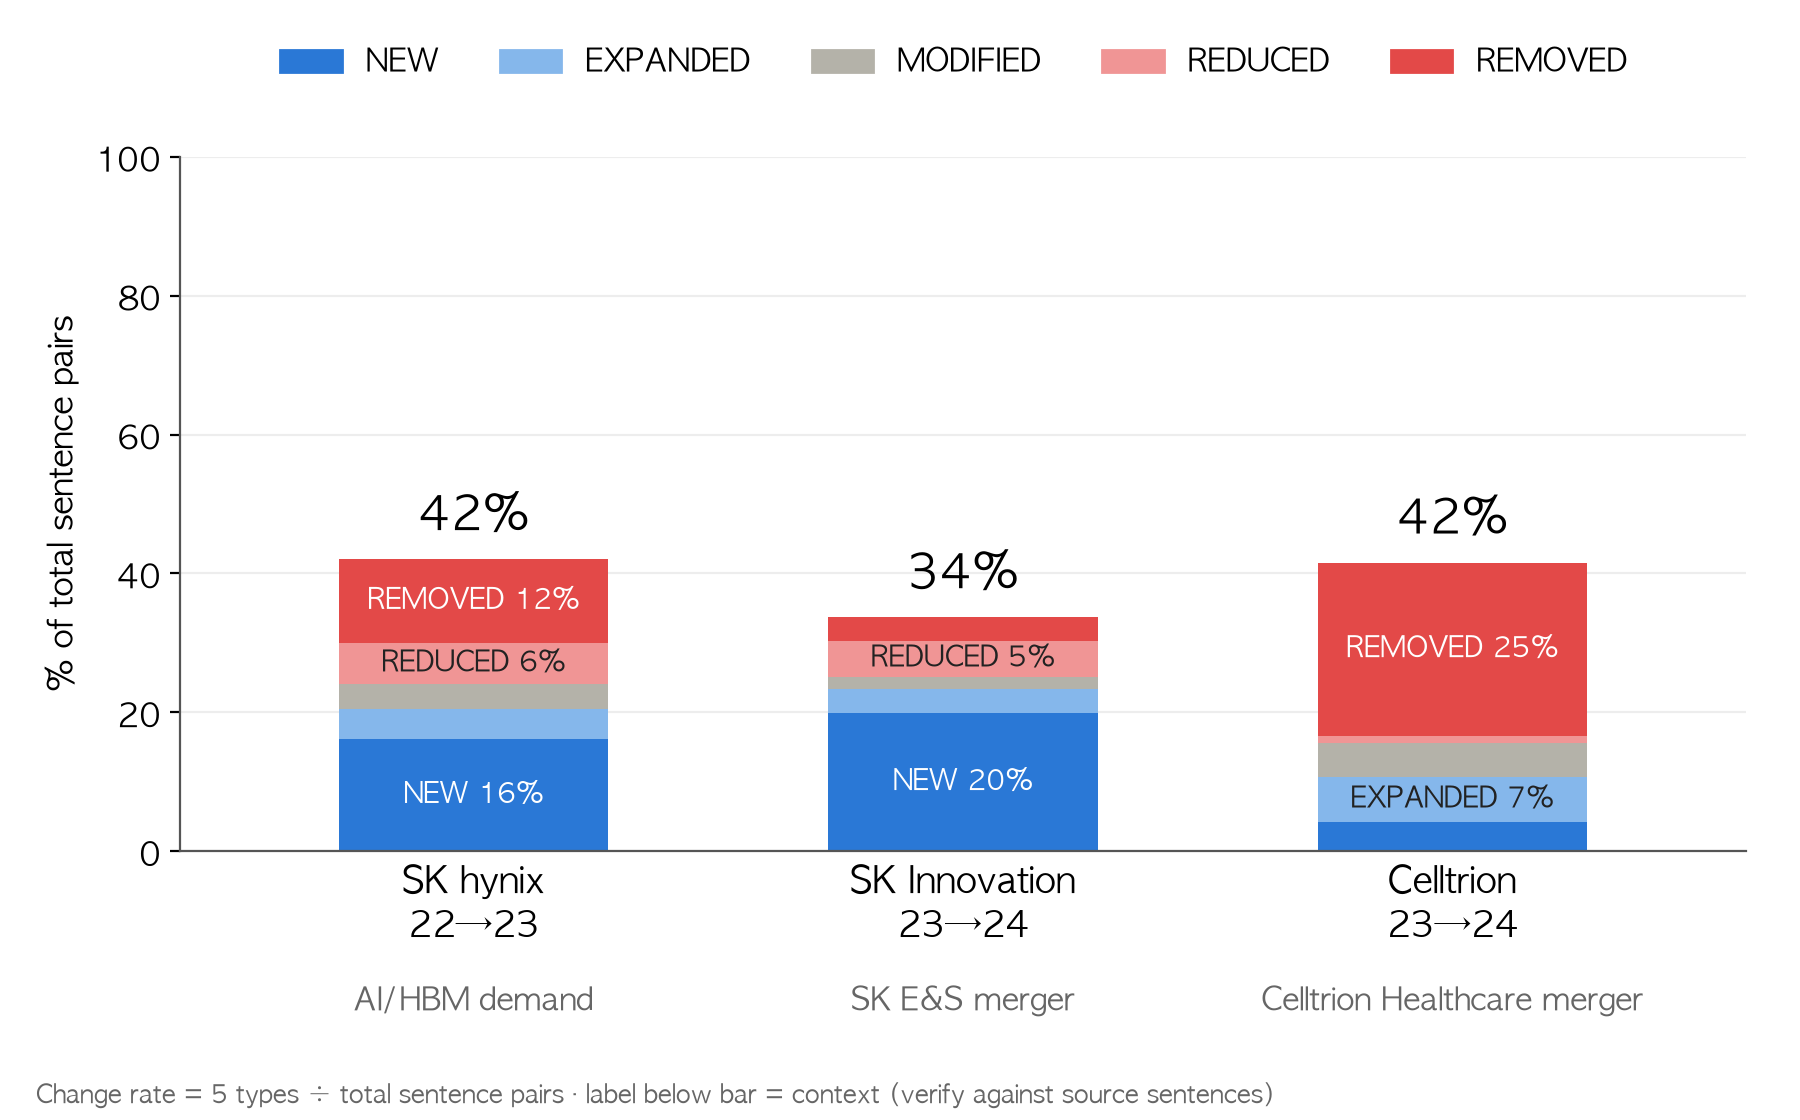 NEW EXPANDED MODIFIED REDUCED REMOVED
% of total sentence pairs
100
80
60
40
20
0
42%
REMOVED 12%
REDUCED 6%
NEW 16%
34%
REDUCED 5%
NEW 20%
42%
REMOVED 25%
EXPANDED 7%
SK hynix
22→23
AI/HBM demand
SK Innovation
23→24
SK E&S merger
Celltrion
23→24
Celltrion Healthcare merger
Change rate = 5 types ÷ total sentence pairs · label below bar = context (verify against source sentences)